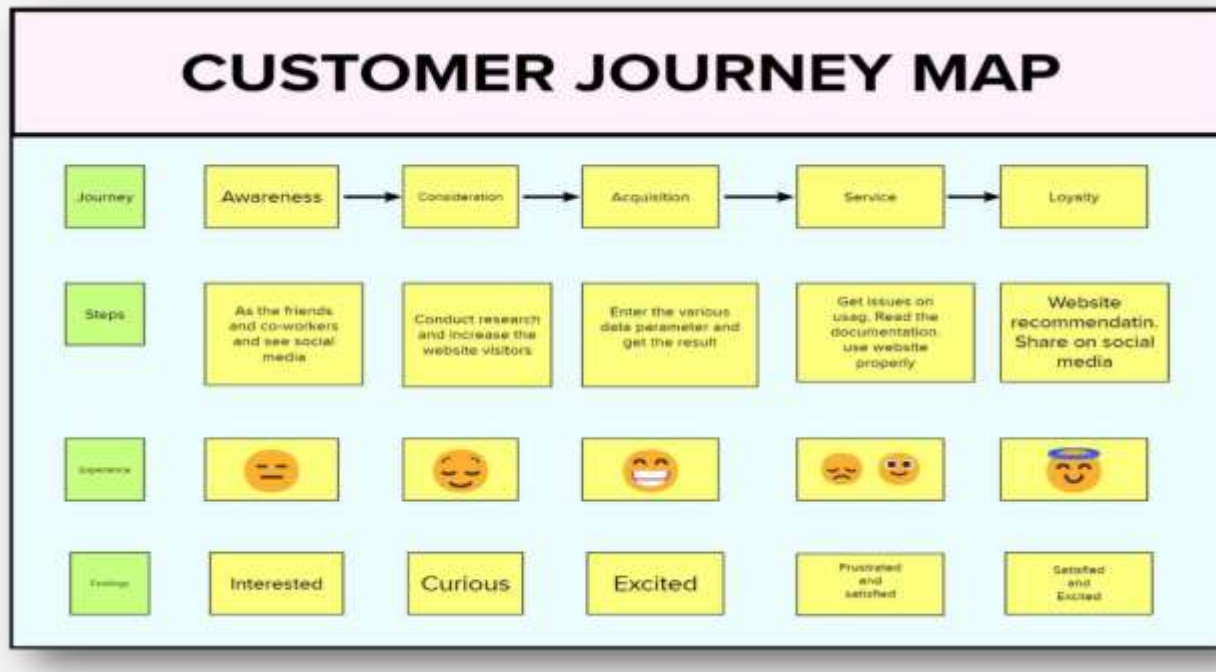 CUSTOMER JOURNEY MAP
Journey
Awareness
Consideration
Acquisition
Service
Loyalty
Steps
As the friends
and co-workers
and see social
media
Conduct research
and increase the
website visitors
Enter the various
data parameter and
get the result
Get issues on
usag. Read the
documentation.
use website
properly
Website
recommendatin.
Share on social
media
Experience
Feelings
Interested
Curious
Excited
Frustrated
and
satisfied
Satisfied
and
Excited